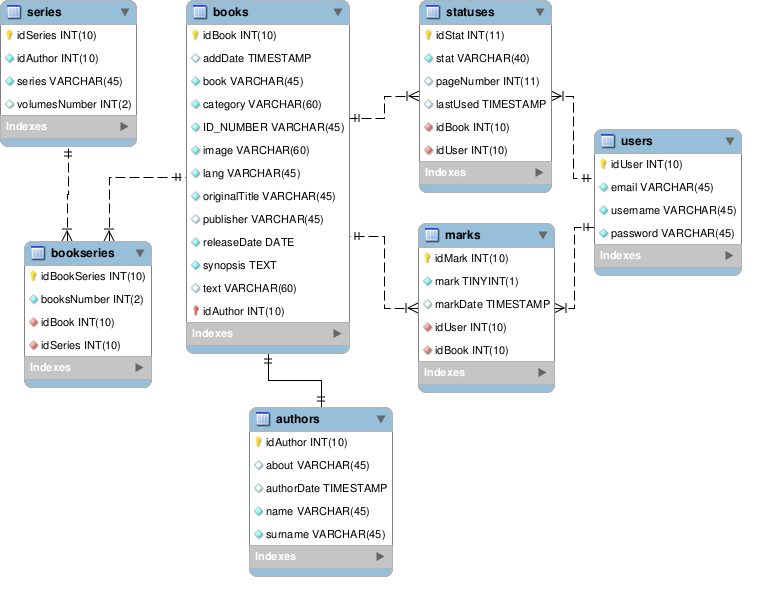 series
idSeries INT(10)
idAuthor INT(10)
series VARCHAR(45)
volumesNumber INT(2)
Indexes
books
idBook INT(10)
addDate TIMESTAMP
book VARCHAR(45)
category VARCHAR(60)
ID_NUMBER VARCHAR(45)
image VARCHAR(60)
lang VARCHAR(45)
originalTitle VARCHAR(45)
publisher VARCHAR(45)
releaseDate DATE
synopsis TEXT
text VARCHAR(60)
idAuthor INT(10)
Indexes
statuses
idStat INT(11)
stat VARCHAR(40)
pageNumber INT(11)
lastUsed TIMESTAMP
idBook INT(10)
idUser INT(10)
Indexes
users
idUser INT(10)
email VARCHAR(45)
username VARCHAR(45)
password VARCHAR(45)
Indexes
bookseries
idBookSeries INT(10)
booksNumber INT(2)
idBook INT(10)
idSeries INT(10)
Indexes
marks
idMark INT(10)
mark TINYINT(1)
markDate TIMESTAMP
idUser INT(10)
idBook INT(10)
Indexes
authors
idAuthor INT(10)
about VARCHAR(45)
authorDate TIMESTAMP
name VARCHAR(45)
surname VARCHAR(45)
Indexes